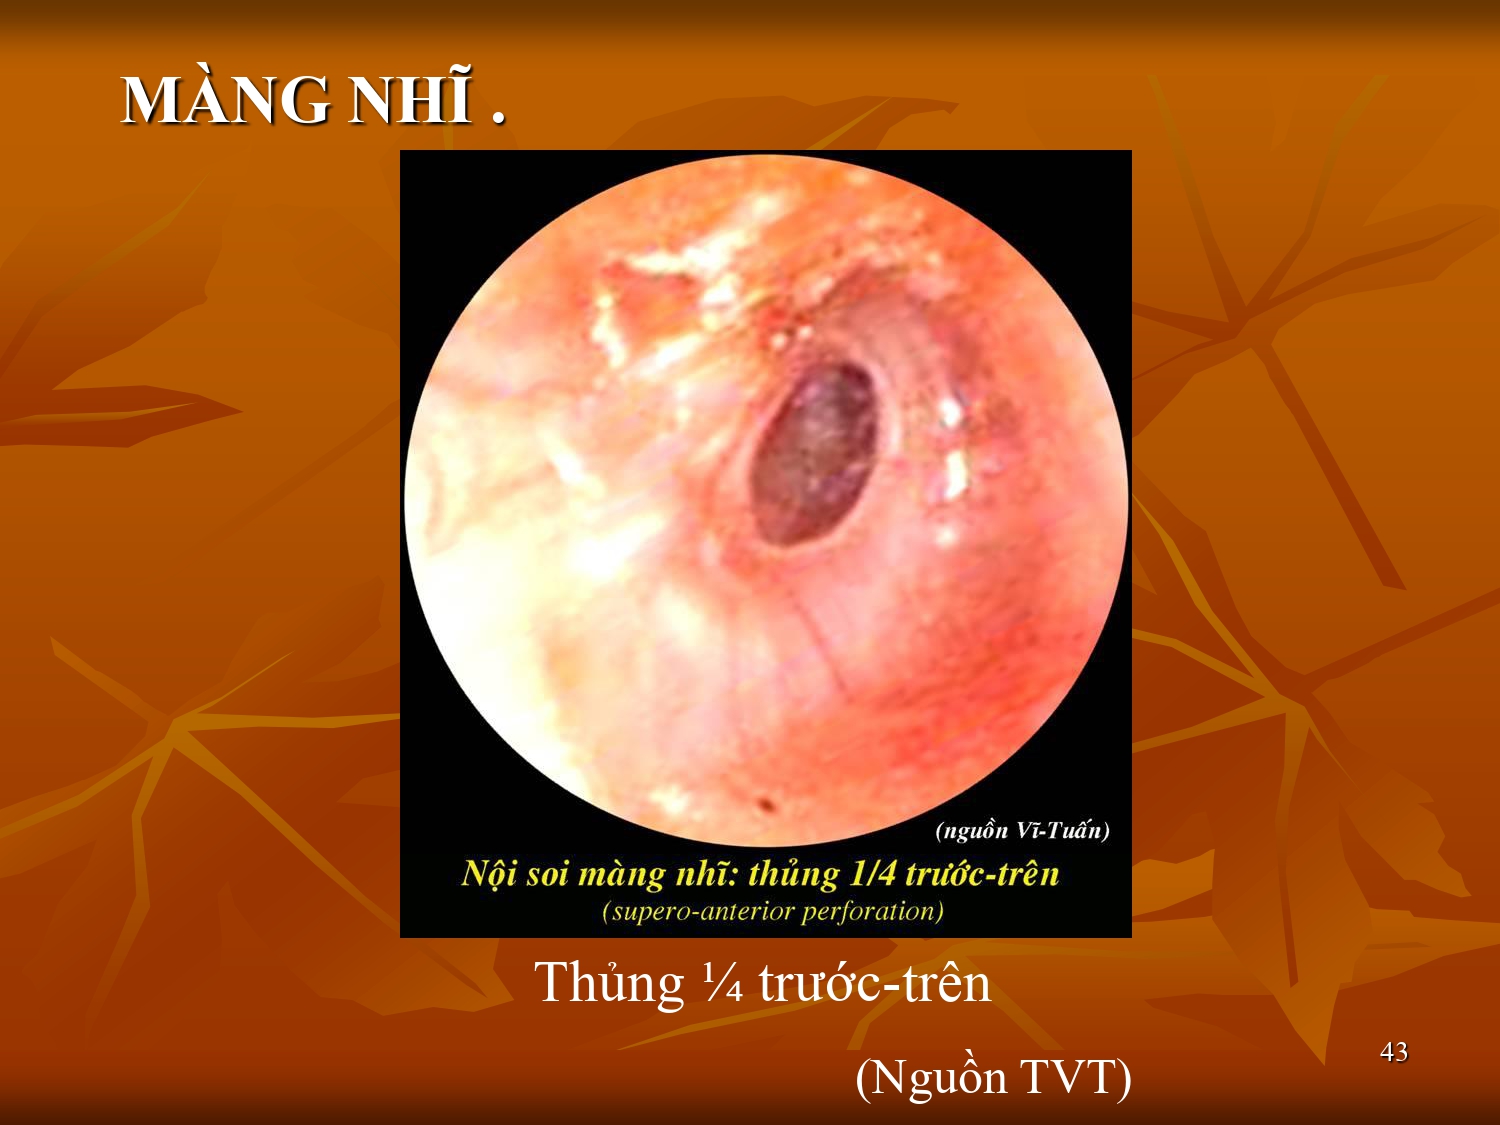 MÀNG NHĨ .
(nguồn Vĩ-Tuấn)
Nội soi màng nhĩ: thủng 1/4 trước-trên
(supero-anterior perforation)
Thủng ¼ trước-trên
(Nguồn TVT)
43